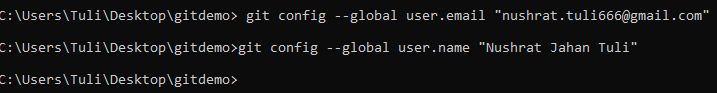 C:\Users\Tuli\Desktop\gitdemo> git config --global user.email "nushrat.tuli666@gmail.com"
C:\Users\Tuli\Desktop\gitdemo>git config --global user.name "Nushrat Jahan Tuli"
C:\Users\Tuli\Desktop\gitdemo>